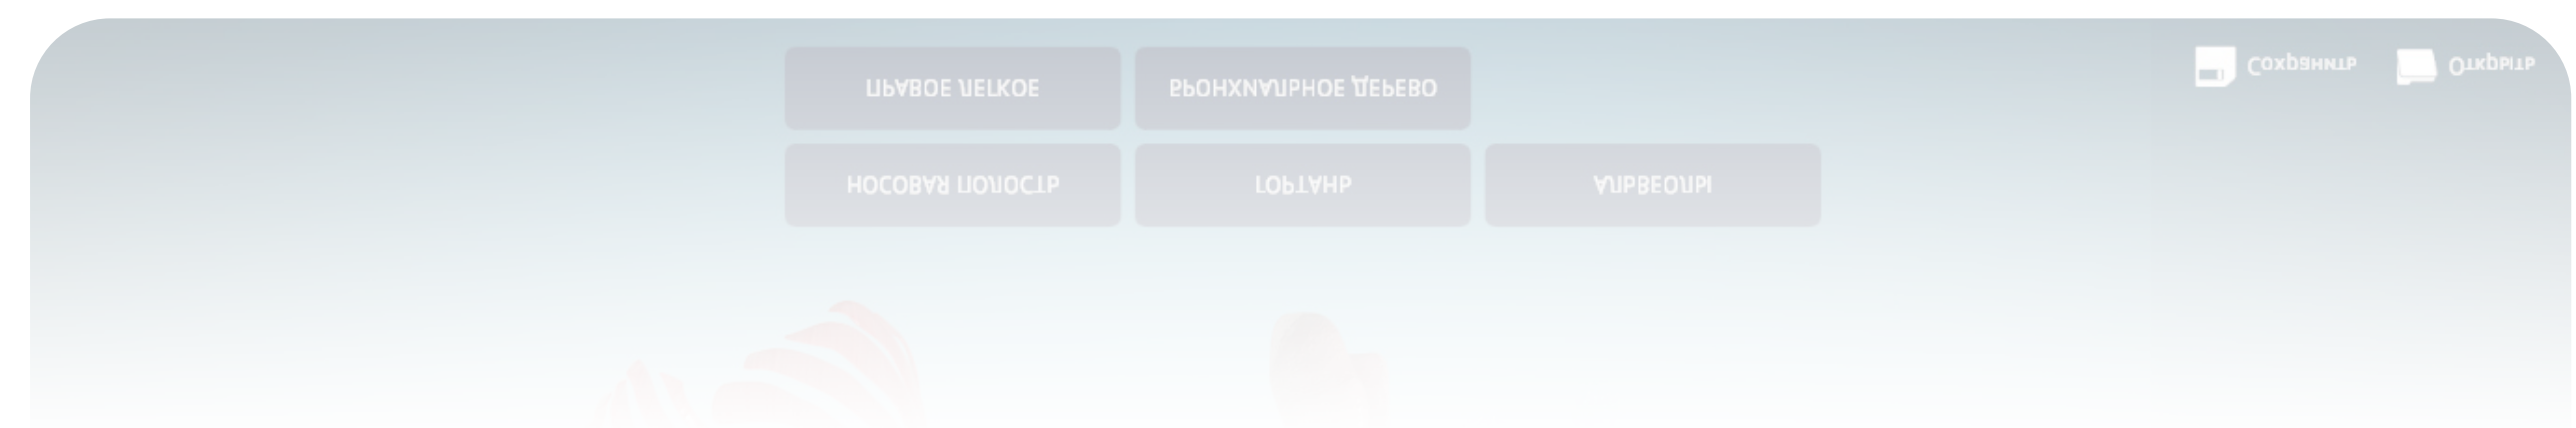 ПРАВОЕ ЛЕГКОЕ БРОНХИАЛЬНОЕ ДЕРЕВО Сохранить Открыть
НОСОВАЯ ПОЛОСТЬ ГОРТАНЬ АЛЬВЕОЛЫ